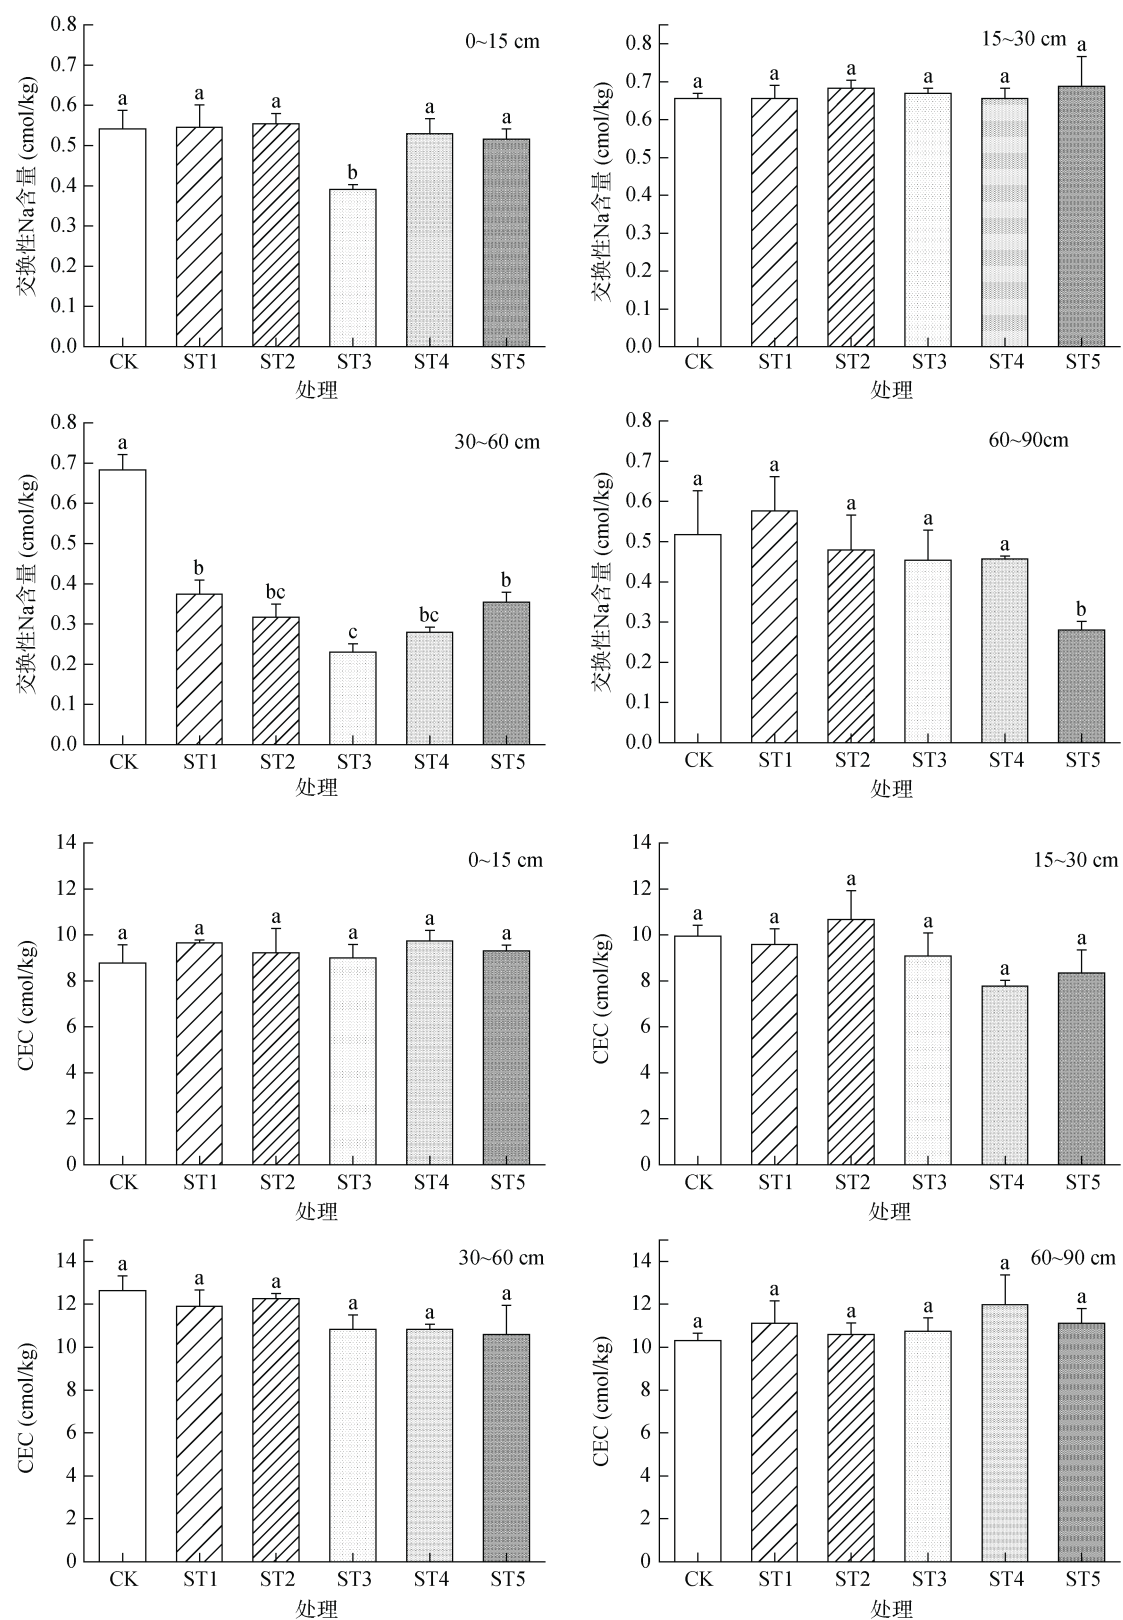 0.8
0.7
0.6
0.5
0.4
0.3
0.2
0.1
0.0
交换性Na含量 (cmol/kg)
0~15 cm
a a a b a a
CK ST1 ST2 ST3 ST4 ST5
处理
0.8
0.7
0.6
0.5
0.4
0.3
0.2
0.1
0.0
交换性Na含量 (cmol/kg)
15~30 cm
a a a a a a
CK ST1 ST2 ST3 ST4 ST5
处理
0.8
0.7
0.6
0.5
0.4
0.3
0.2
0.1
0.0
交换性Na含量 (cmol/kg)
30~60 cm
a b bc c bc b
CK ST1 ST2 ST3 ST4 ST5
处理
0.8
0.7
0.6
0.5
0.4
0.3
0.2
0.1
0.0
交换性Na含量 (cmol/kg)
60~90cm
a a a a a b
CK ST1 ST2 ST3 ST4 ST5
处理
14
12
10
8
6
4
2
0
CEC (cmol/kg)
0~15 cm
a a a a a a
CK ST1 ST2 ST3 ST4 ST5
处理
14
12
10
8
6
4
2
0
CEC (cmol/kg)
15~30 cm
a a a a a a
CK ST1 ST2 ST3 ST4 ST5
处理
14
12
10
8
6
4
2
0
CEC (cmol/kg)
30~60 cm
a a a a a a
CK ST1 ST2 ST3 ST4 ST5
处理
14
12
10
8
6
4
2
0
CEC (cmol/kg)
60~90 cm
a a a a a a
CK ST1 ST2 ST3 ST4 ST5
处理